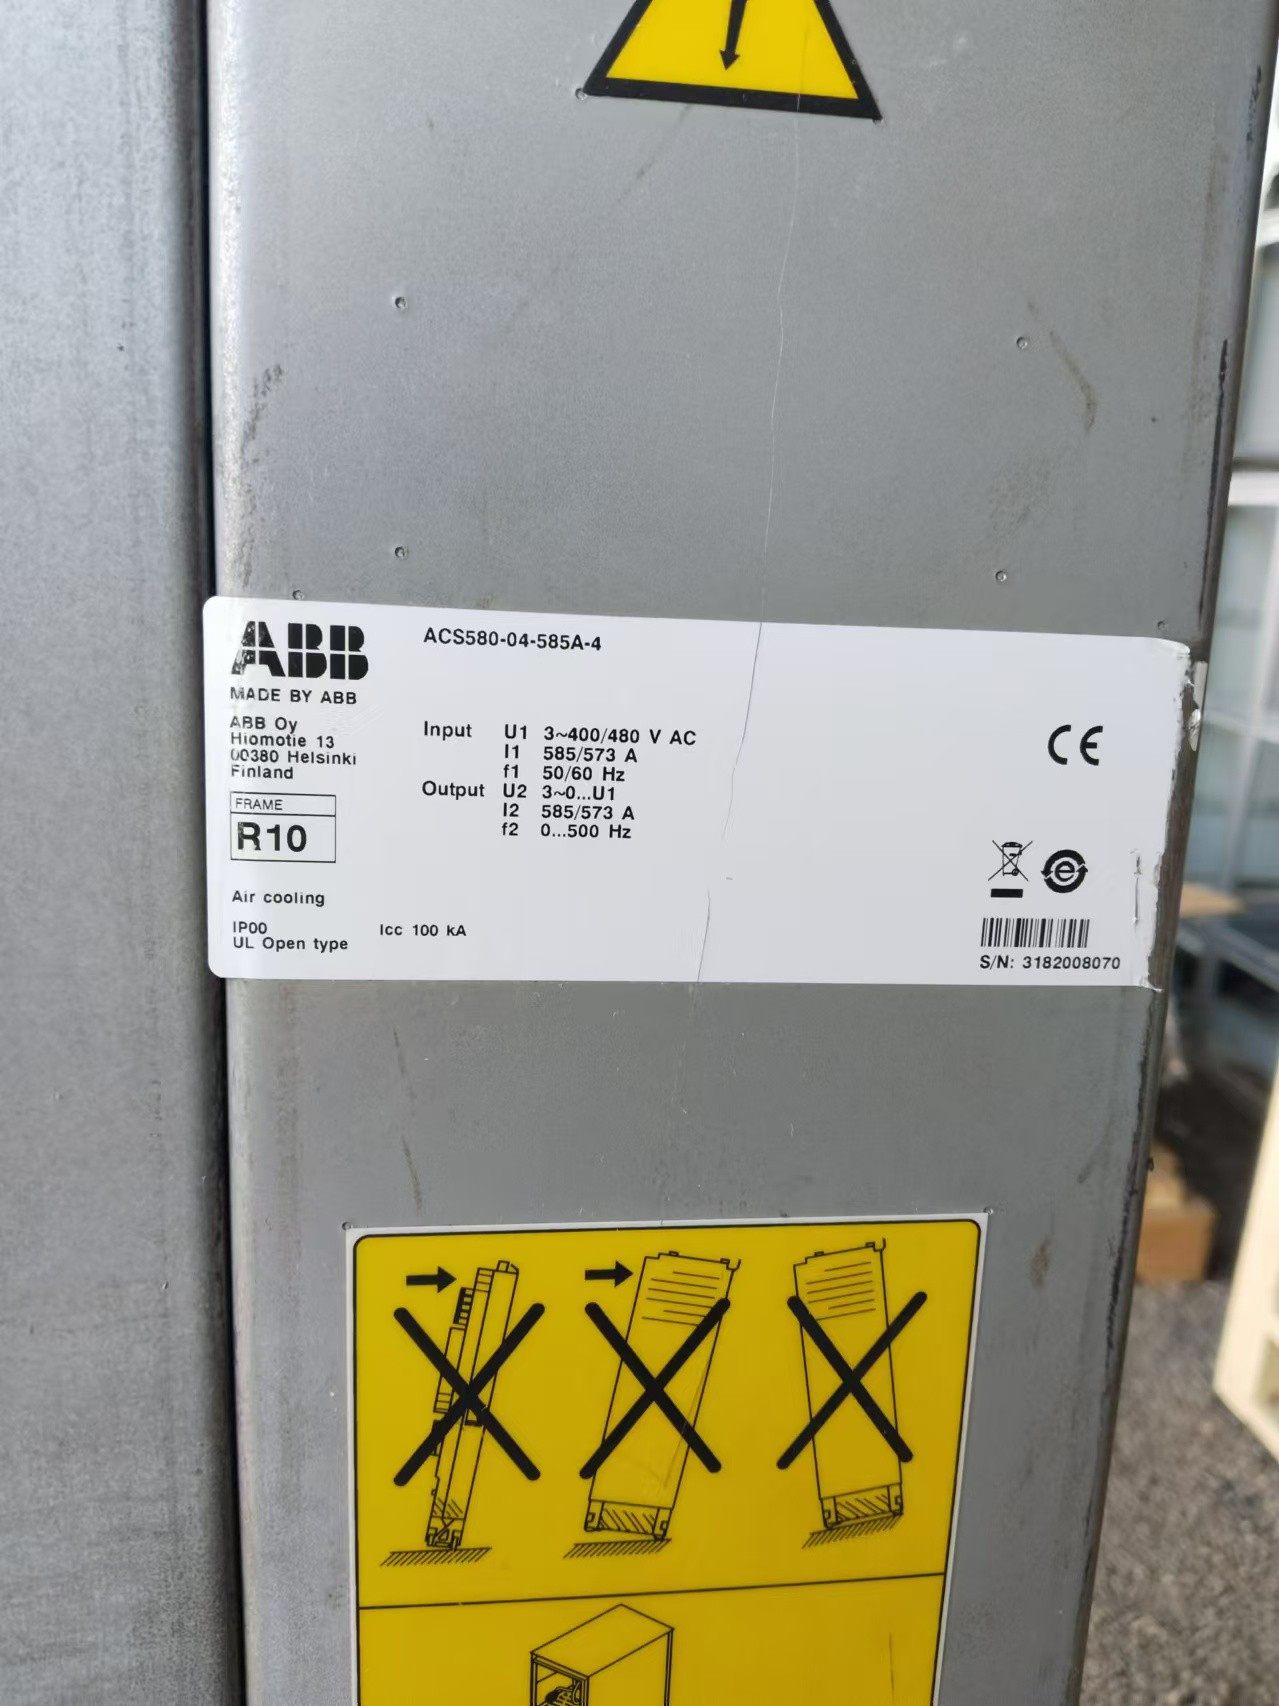 ABB
MADE BY ABB
ABB Oy
Hiomotie 13
00380 Helsinki
Finland
FRAME
R10
Air cooling
IP00
UL Open type
Icc 100 kA
ACS580-04-585A-4
Input U1 3~400/480 V AC
I1 585/573 A
f1 50/60 Hz
Output U2 3~0...U1
I2 585/573 A
f2 0...500 Hz
CE
e
S/N: 3182008070